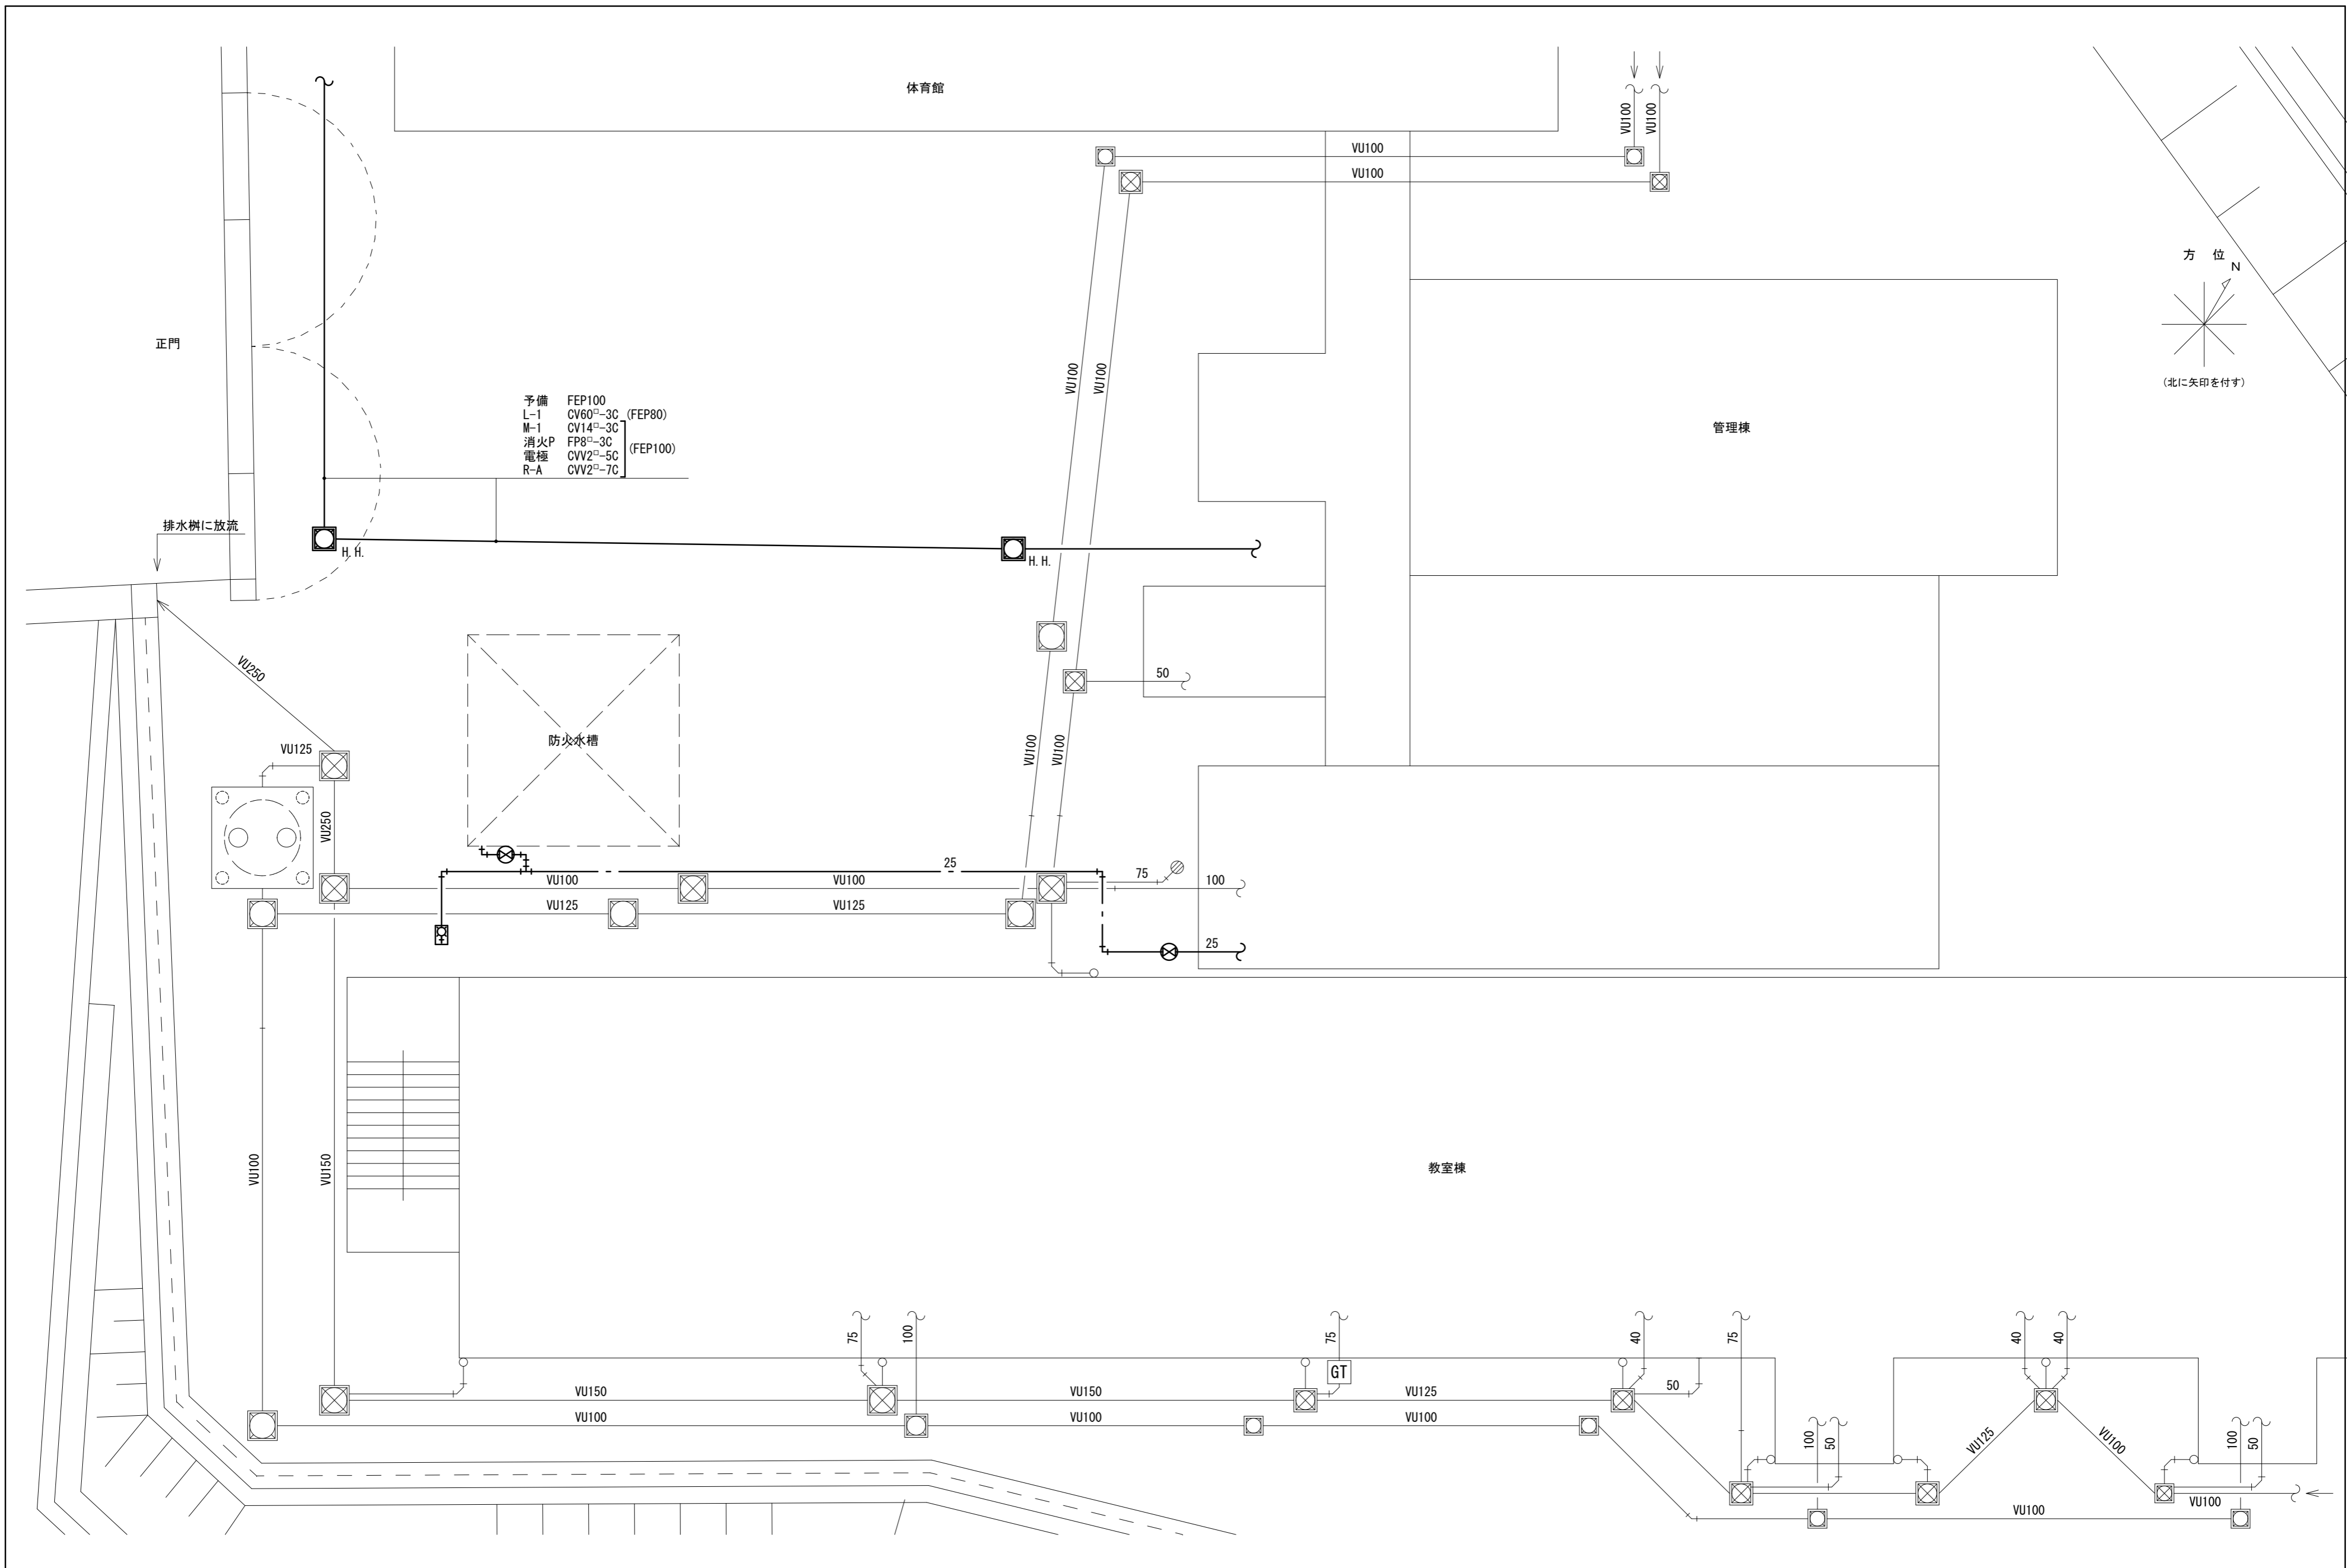 体育館
VU100
VU100
VU100
VU100
方 位
N
(北に矢印を付す)
正門
VU100
VU100
予備 FEP100
L-1 CV60□-3C (FEP80)
M-1 CV14□-3C
消火P FP8□-3C
電極 CVV2□-5C
R-A CVV2□-7C
(FEP100)
管理棟
排水桝に放流
H.H.
H.H.
VU250
50
防火水槽
VU125
VU100
VU100
VU250
25
75
100
VU100
VU100
VU125
VU125
25
VU100
VU150
教室棟
75
100
75
40
75
40
40
GT
50
VU150
VU150
VU125
VU100
VU100
VU100
100
50
VU125
VU100
100
50
VU100
VU100